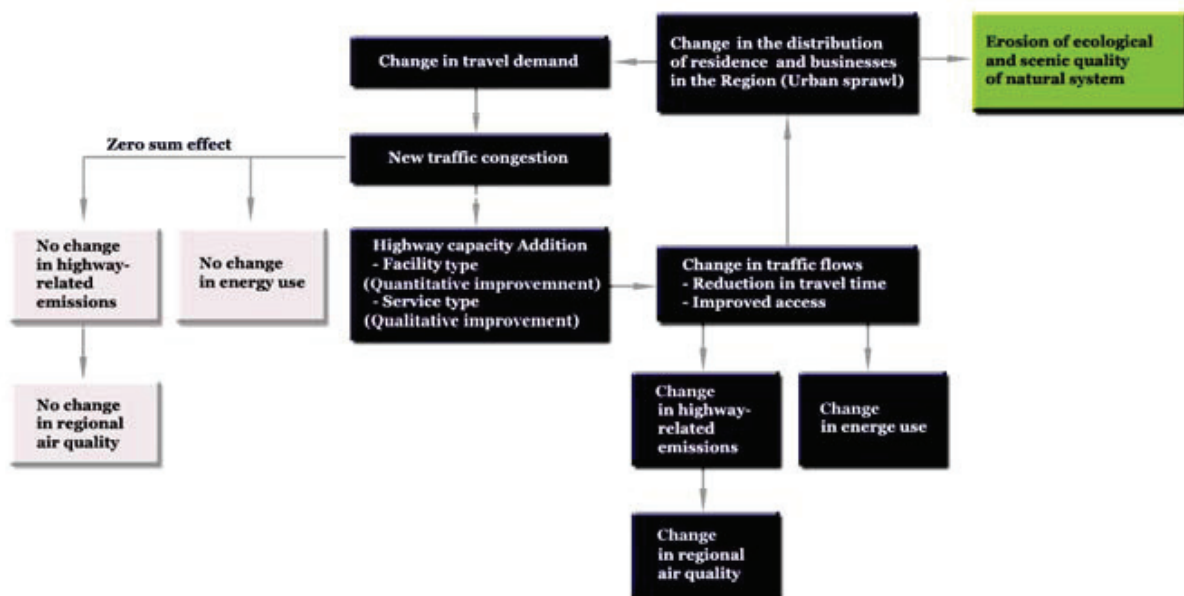 Change in travel demand
Change in the distribution
of residence and businesses
in the Region (Urban sprawl)
Erosion of ecological
and scenic quality
of natural system
Zero sum effect
New traffic congestion
No change
in highway-
related
emissions
No change
in energy use
Highway capacity Addition
- Facility type
(Quantitative improvemnent)
- Service type
(Qualitative improvement)
Change in traffic flows
- Reduction in travel time
- Improved access
No change
in regional
air quality
Change
in highway-
related
emissions
Change
in energe use
Change
in regional
air quality